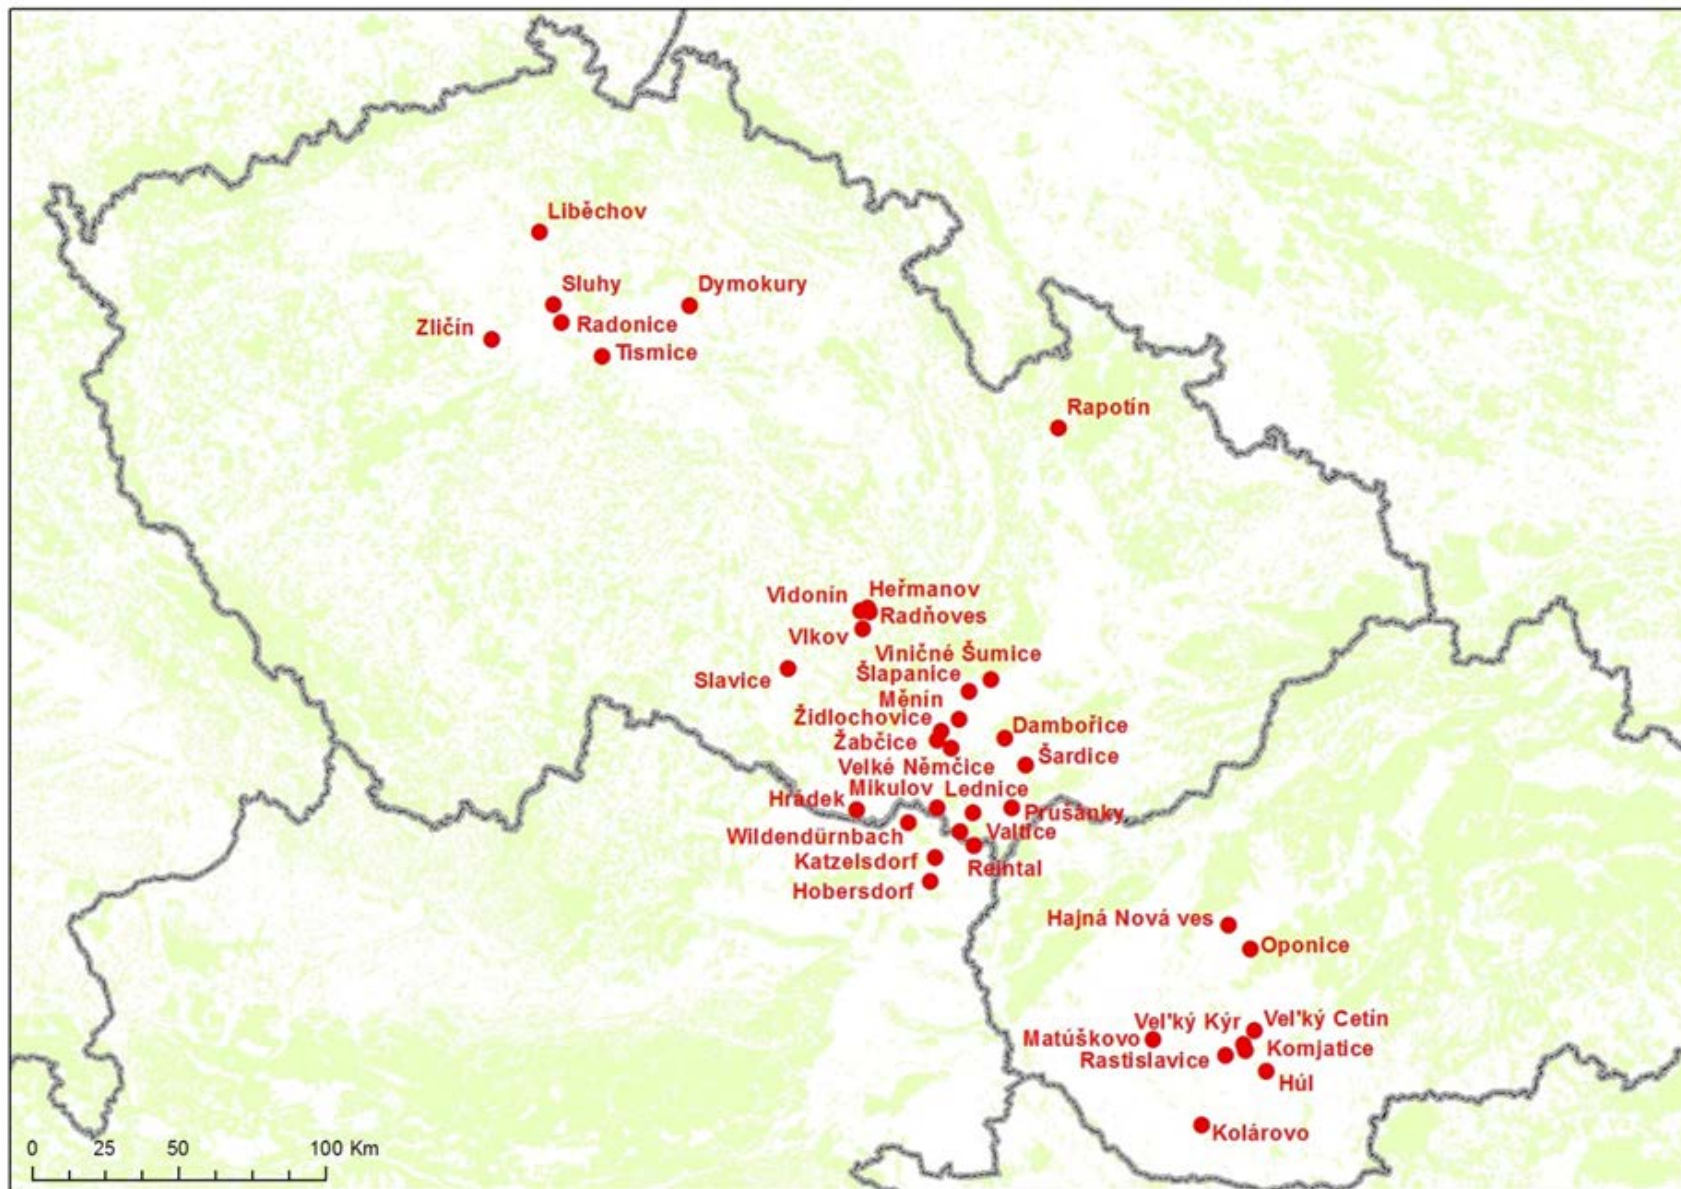 Liběchov
Sluhy
Dymokury
Zličín
Radonice
Tismice
Rapotín
Vidonín
Heřmanov
Radňoves
Vlkov
Viničné Šumice
Slavice
Šlapanice
Měnín
Židlochovice
Dambořice
Žabčice
Šardice
Velké Němčice
Mikulov
Lednice
Hrádek
Prušánky
Wildendürnbach
Valtice
Katzelsdorf
Reintal
Hobersdorf
Hajná Nová ves
Oponice
Veľký Kýr
Veľký Cetín
Matúškovo
Komjatice
Rastislavice
Húl
Kolárovo
0 25 50 100 Km